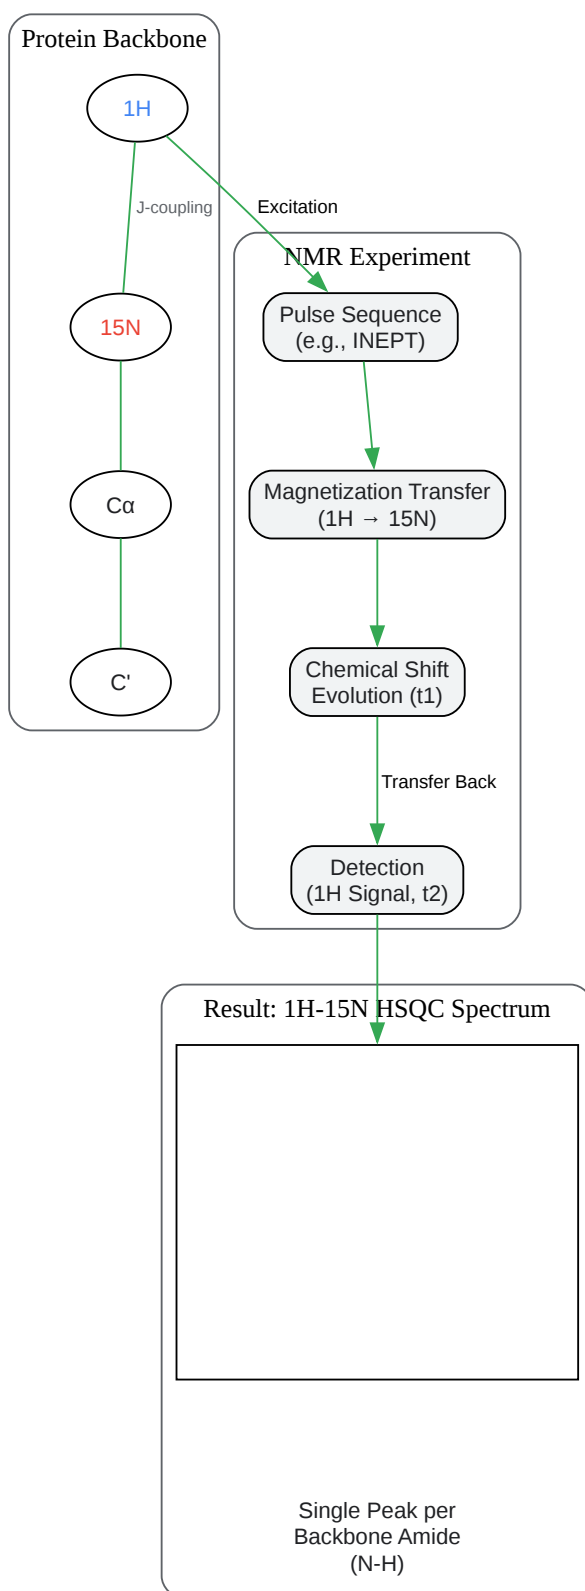 Protein Backbone
1H
J-coupling
Excitation
15N
Cα
C'
NMR Experiment
Pulse Sequence
(e.g., INEPT)
Magnetization Transfer
(1H → 15N)
Chemical Shift
Evolution (t1)
Transfer Back
Detection
(1H Signal, t2)
Result: 1H-15N HSQC Spectrum
Single Peak per
Backbone Amide
(N-H)